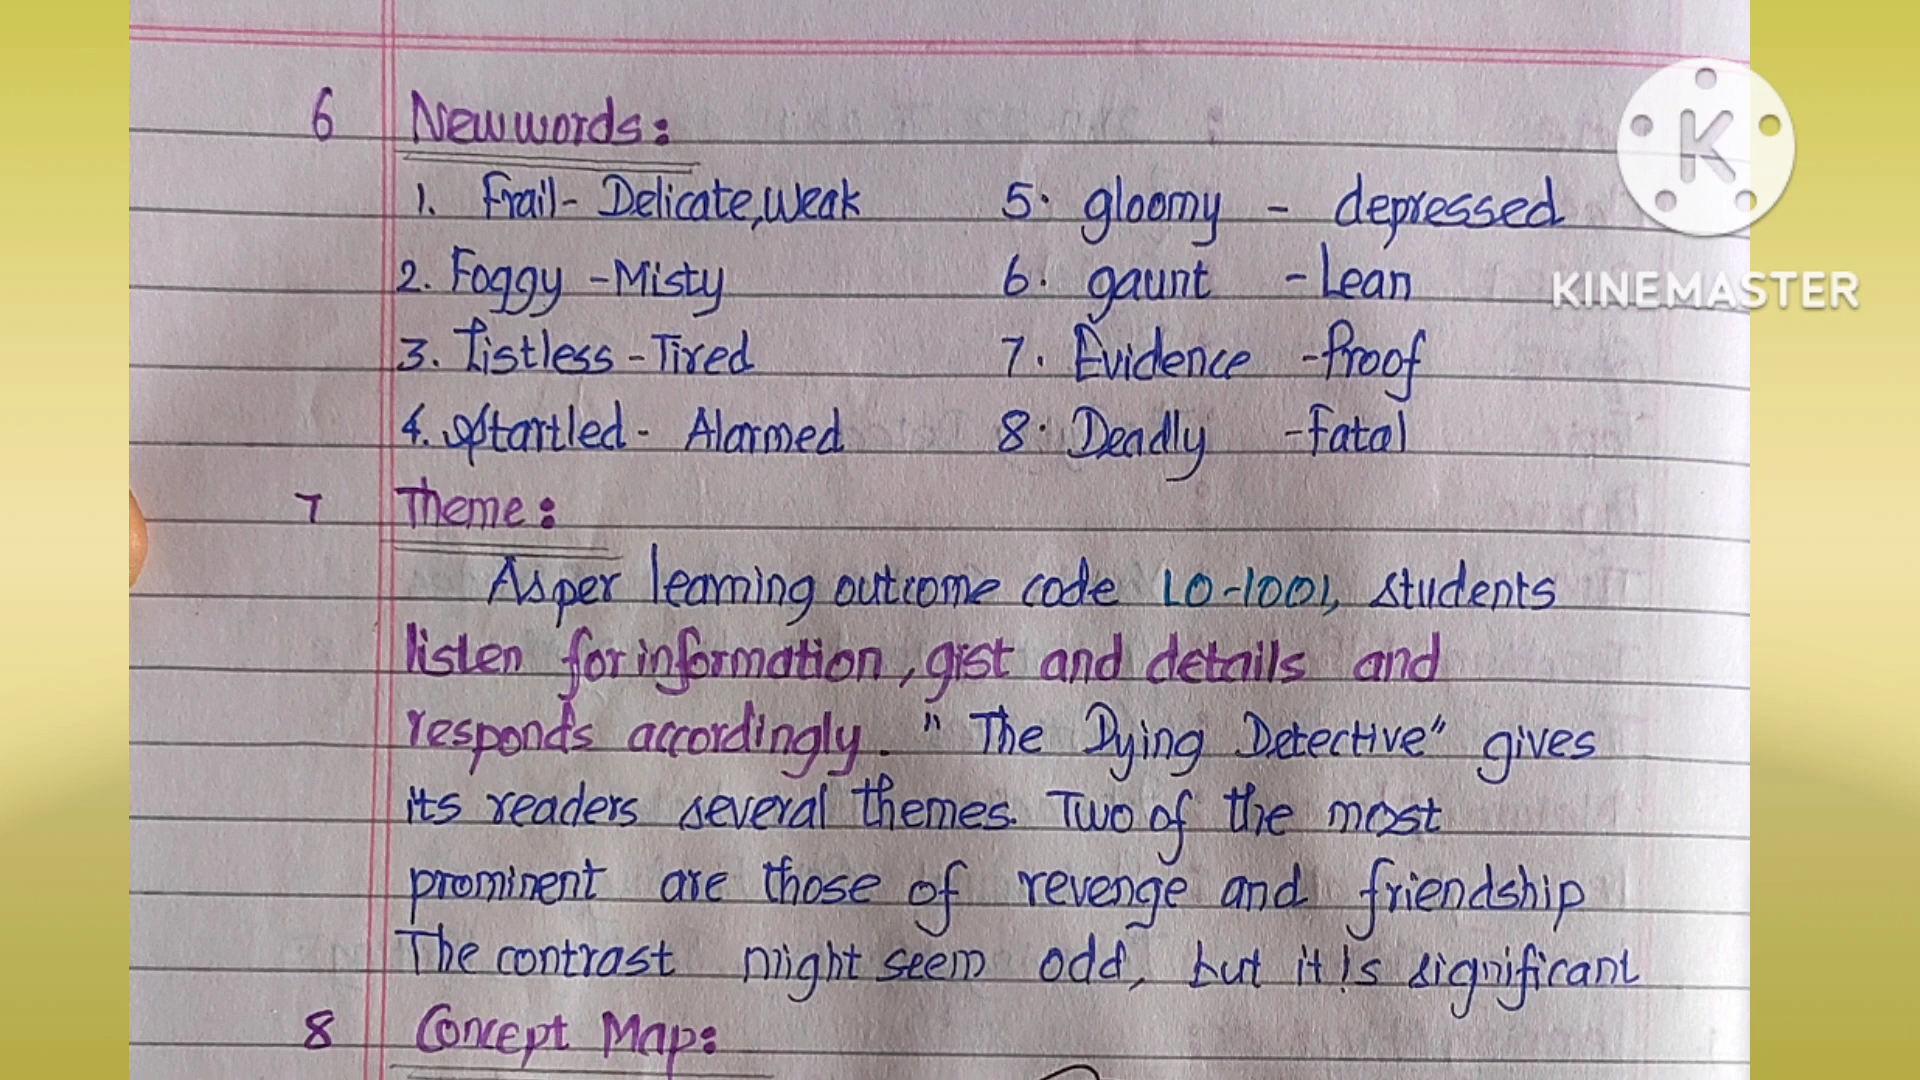 6 New words:
1. Frail - Delicate, Weak 5. gloomy - depressed
2. Foggy - Misty 6. gaunt - Lean
3. Listless - Tired 7. Evidence - Proof
4. Startled - Alarmed 8. Deadly - Fatal
7 Theme:
As per learning outcome code LO-1001, students
listen for information, gist and details and
responds accordingly. "The Dying Detective" gives
its readers several themes. Two of the most
prominent are those of revenge and friendship
The contrast might seem odd, but it is significant
8 Concept Map:
K
KINEMASTER